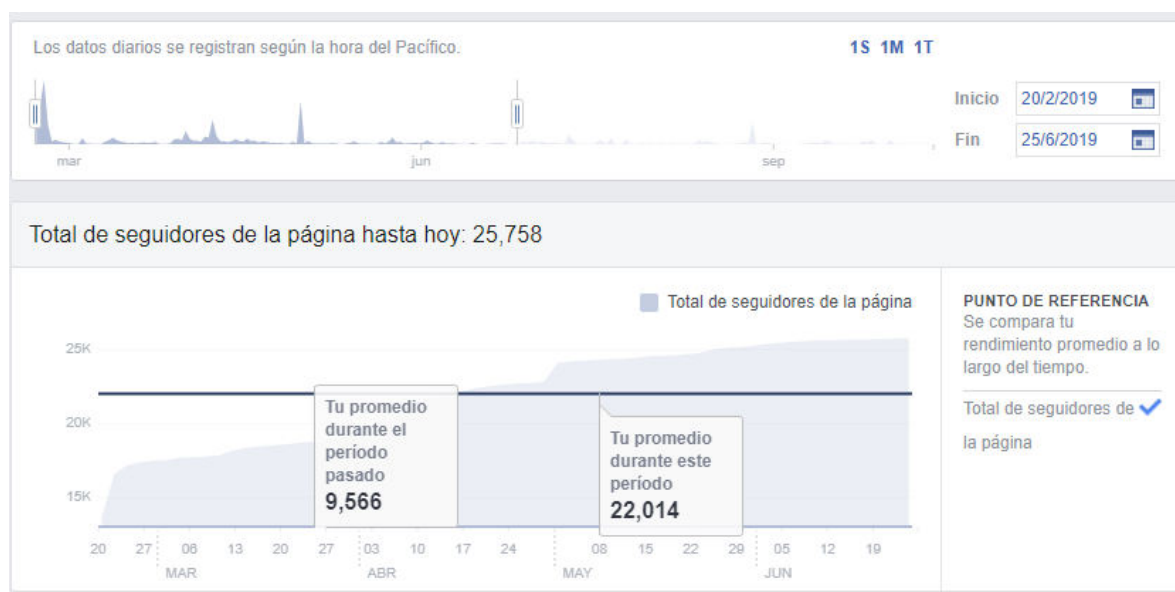 Los datos diarios se registran según la hora del Pacífico.
1S 1M 1T
Inicio 20/2/2019
Fin 25/6/2019
mar jun sep
Total de seguidores de la página hasta hoy: 25,758
Total de seguidores de la página
25K
20K
15K
Tu promedio
durante el
período
pasado
9,566
Tu promedio
durante este
período
22,014
20 27 06 13 20 27 03 10 17 24 08 15 22 29 05 12 19
MAR ABR MAY JUN
PUNTO DE REFERENCIA
Se compara tu
rendimiento promedio a lo
largo del tiempo.
Total de seguidores de
la página